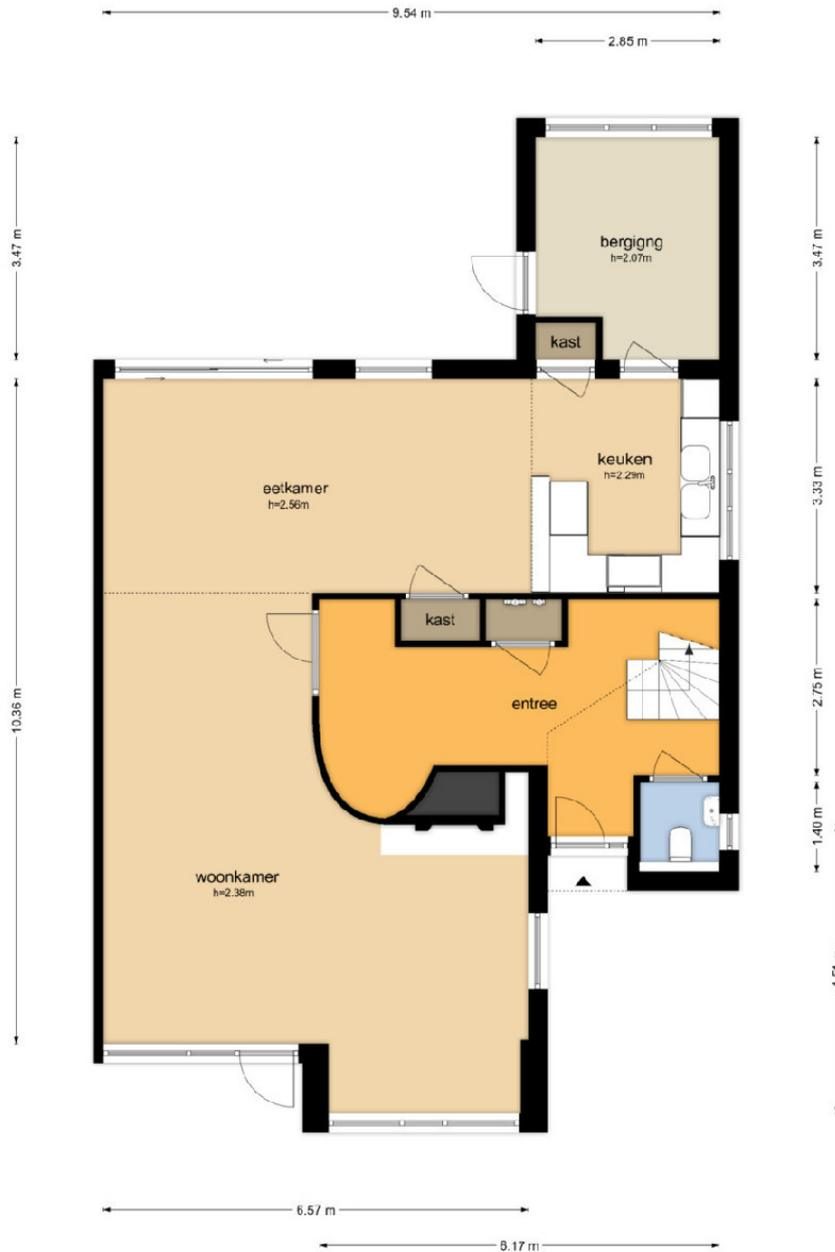 9.54 m
2.85 m
3.47 m
3.47 m
bergigng
h=2.07m
kast
keuken
h=2.29m
eetkamer
h=2.56m
3.33 m
kast
10.36 m
entree
2.75 m
1.40 m
woonkamer
h=2.38m
6.57 m
6.17 m